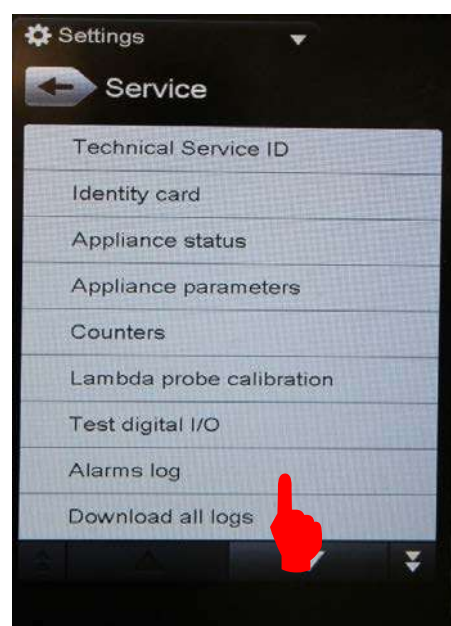 Settings
Service
Technical Service ID
Identity card
Appliance status
Appliance parameters
Counters
Lambda probe calibration
Test digital I/O
Alarms log
Download all logs